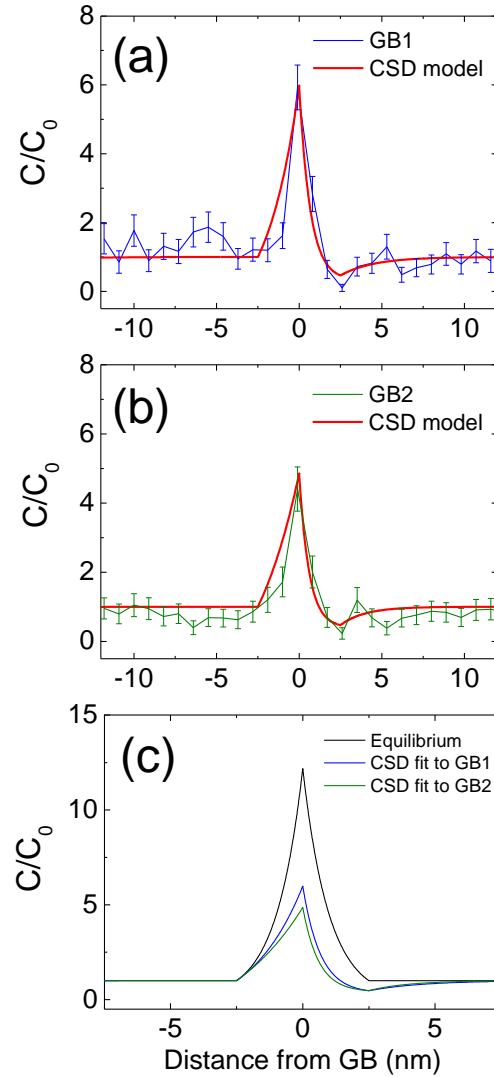 8
6
4
2
0
C/C0
(a)
GB1
CSD model
-10 -5 0 5 10
8
6
4
2
0
C/C0
(b)
GB2
CSD model
-10 -5 0 5 10
15
10
5
0
C/C0
(c)
Equilibrium
CSD fit to GB1
CSD fit to GB2
-5 0 5
Distance from GB (nm)